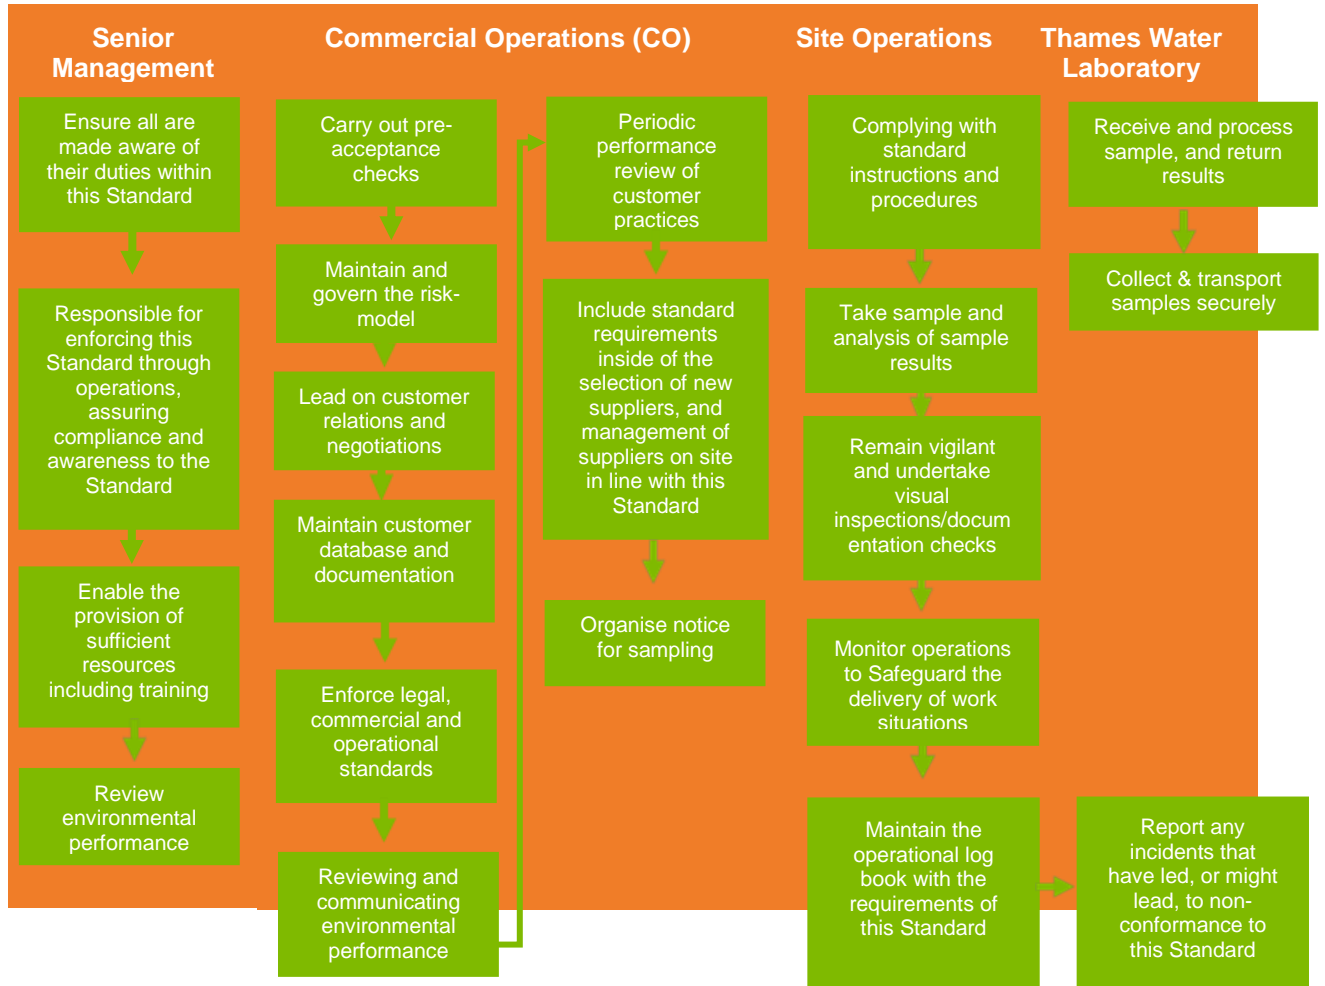 Senior
Management
Ensure all are
made aware of
their duties within
this Standard
Responsible for
enforcing this
Standard through
operations,
assuring
compliance and
awareness to the
Standard
Enable the
provision of
sufficient
resources
including training
Review
environmental
performance
Commercial Operations (CO)
Carry out pre-
acceptance
checks
Maintain and
govern the risk-
model
Lead on customer
relations and
negotiations
Maintain customer
database and
documentation
Enforce legal,
commercial and
operational
standards
Reviewing and
communicating
environmental
performance
Periodic
performance
review of
customer
practices
Include standard
requirements
inside of the
selection of new
suppliers, and
management of
suppliers on site
in line with this
Standard
Organise notice
for sampling
Site Operations
Complying with
standard
instructions and
procedures
Take sample and
analysis of sample
results
Remain vigilant
and undertake
visual
inspections/docum
entation checks
Monitor operations
to Safeguard the
delivery of work
situations
Maintain the
operational log
book with the
requirements of
this Standard
Report any
incidents that
have led, or might
lead, to non-
conformance to
this Standard
Thames Water
Laboratory
Receive and process
sample, and return
results
Collect & transport
samples securely